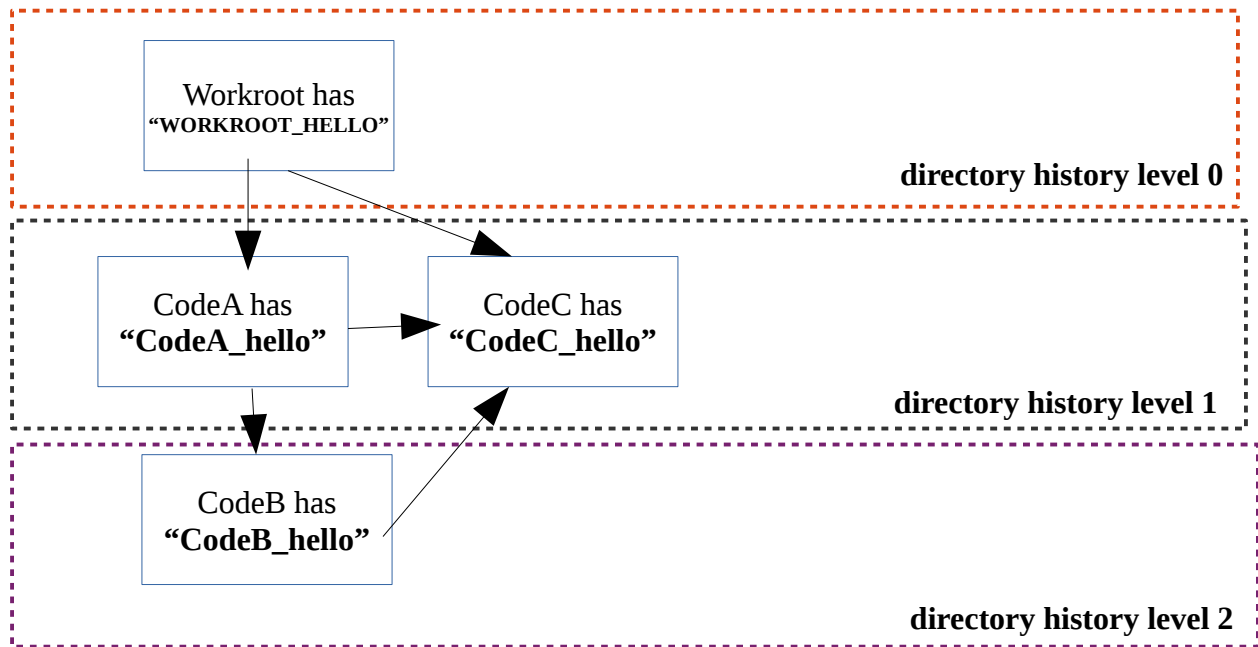 Workroot has
“WORKROOT_HELLO”
directory history level 0
CodeA has
“CodeA_hello”
CodeC has
“CodeC_hello”
directory history level 1
CodeB has
“CodeB_hello”
directory history level 2